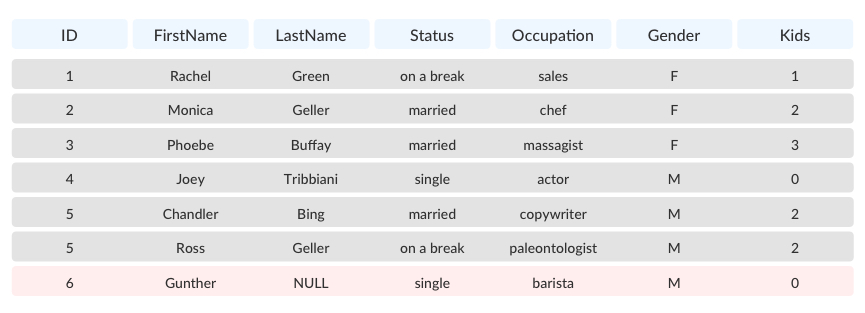 ID FirstName LastName Status Occupation Gender Kids
1 Rachel Green on a break sales F 1
2 Monica Geller married chef F 2
3 Phoebe Buffay married massagist F 3
4 Joey Tribbiani single actor M 0
5 Chandler Bing married copywriter M 2
5 Ross Geller on a break paleontologist M 2
6 Gunther NULL single barista M 0